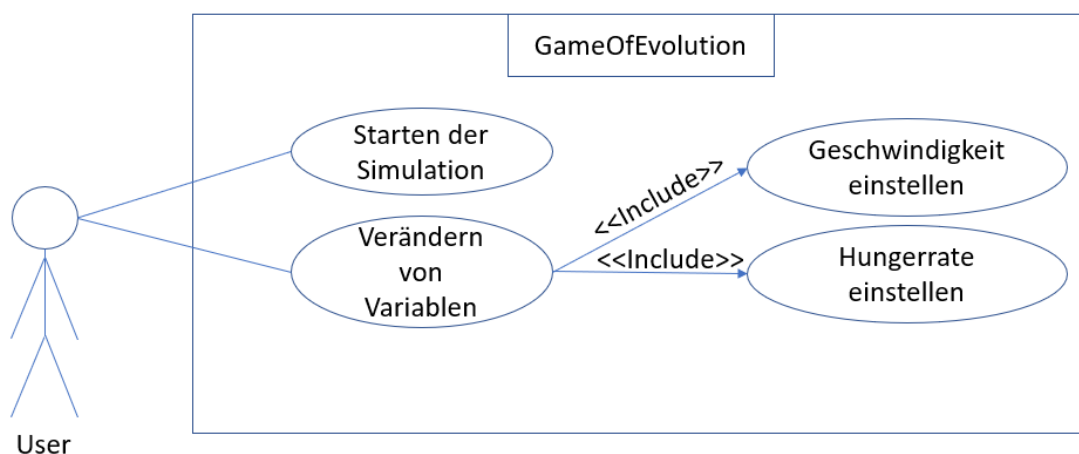 GameOfEvolution
Starten der
Simulation
Geschwindigkeit
einstellen
<<Include>>
Verändern
von
Variablen
<<Include>>
Hungerrate
einstellen
User